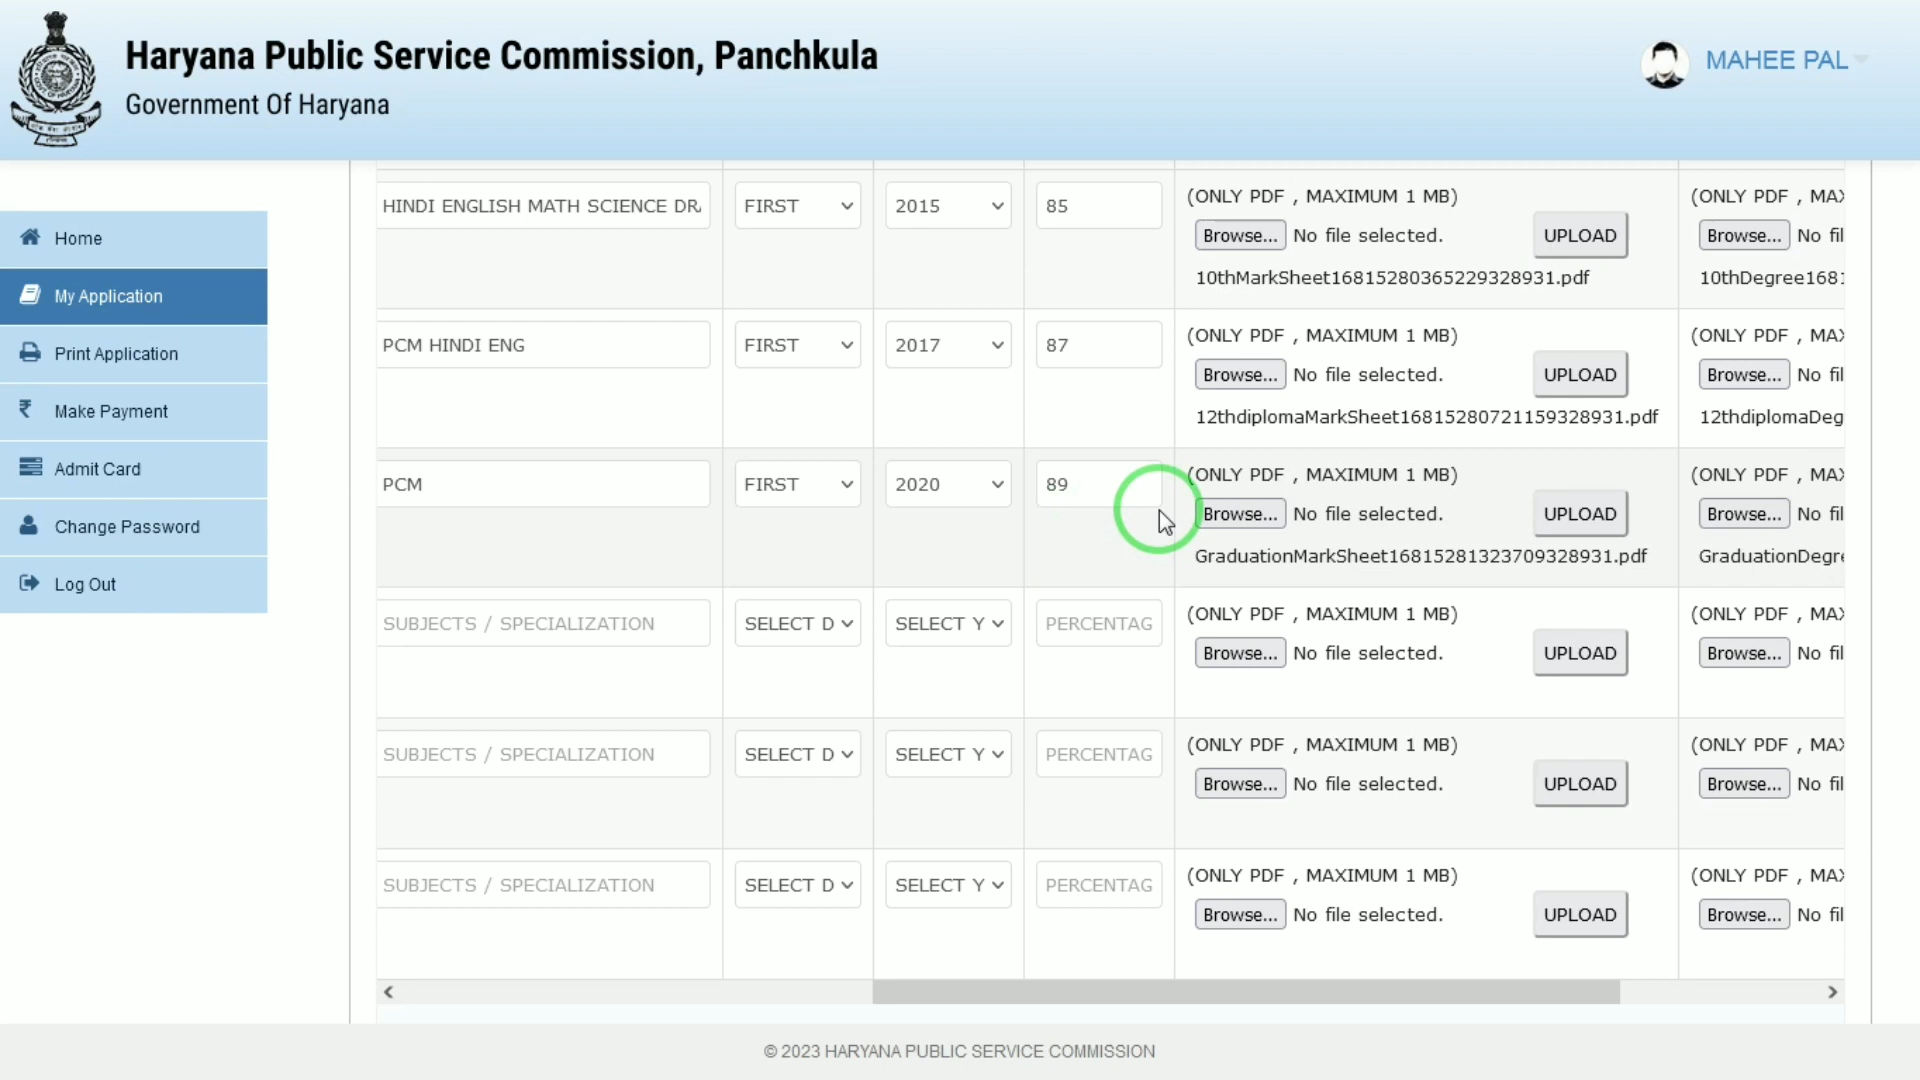 Haryana Public Service Commission, Panchkula
Government Of Haryana
MAHEE PAL
Home
My Application
Print Application
Make Payment
Admit Card
Change Password
Log Out
HINDI ENGLISH MATH SCIENCE DR
FIRST
2015
85
(ONLY PDF , MAXIMUM 1 MB)
Browse... No file selected.
UPLOAD
10thMarkSheet16815280365229328931.pdf
(ONLY PDF , MAX
Browse... No fil
10thDegree1681
PCM HINDI ENG
FIRST
2017
87
(ONLY PDF , MAXIMUM 1 MB)
Browse... No file selected.
UPLOAD
12thdiplomaMarkSheet16815280721159328931.pdf
(ONLY PDF , MAX
Browse... No fil
12thdiplomaDeg
PCM
FIRST
2020
89
(ONLY PDF , MAXIMUM 1 MB)
Browse... No file selected.
UPLOAD
GraduationMarkSheet16815281323709328931.pdf
(ONLY PDF , MAX
Browse... No fil
GraduationDegre
SUBJECTS / SPECIALIZATION
SELECT D
SELECT Y
PERCENTAG
(ONLY PDF , MAXIMUM 1 MB)
Browse... No file selected.
UPLOAD
(ONLY PDF , MAX
Browse... No fil
SUBJECTS / SPECIALIZATION
SELECT D
SELECT Y
PERCENTAG
(ONLY PDF , MAXIMUM 1 MB)
Browse... No file selected.
UPLOAD
(ONLY PDF , MAX
Browse... No fil
SUBJECTS / SPECIALIZATION
SELECT D
SELECT Y
PERCENTAG
(ONLY PDF , MAXIMUM 1 MB)
Browse... No file selected.
UPLOAD
(ONLY PDF , MAX
Browse... No fil
© 2023 HARYANA PUBLIC SERVICE COMMISSION